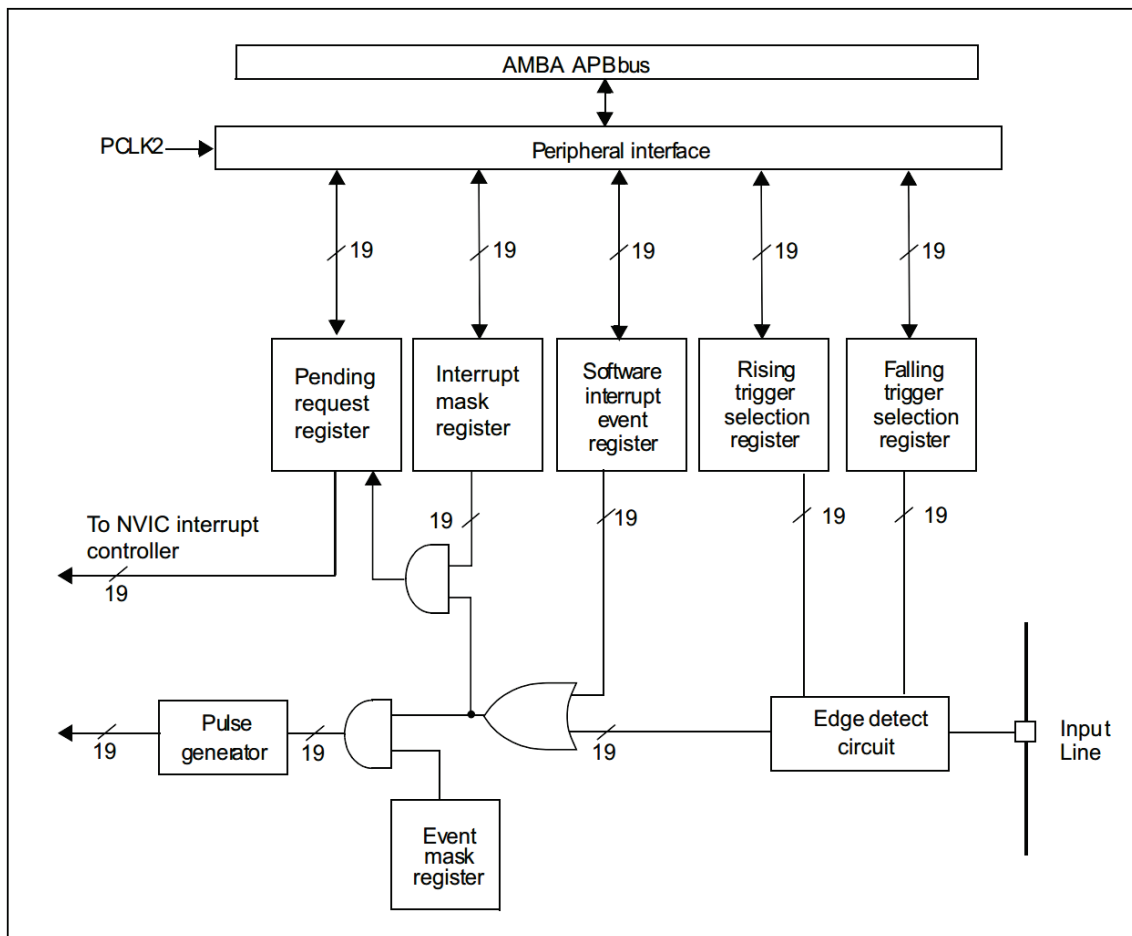 AMBA APB bus
PCLK2
Peripheral interface
19
19
19
19
19
Pending
request
register
Interrupt
mask
register
Software
interrupt
event
register
Rising
trigger
selection
register
Falling
trigger
selection
register
To NVIC interrupt
controller
19
19
19
19
19
Pulse
generator
19
19
19
Edge detect
circuit
Input
Line
Event
mask
register